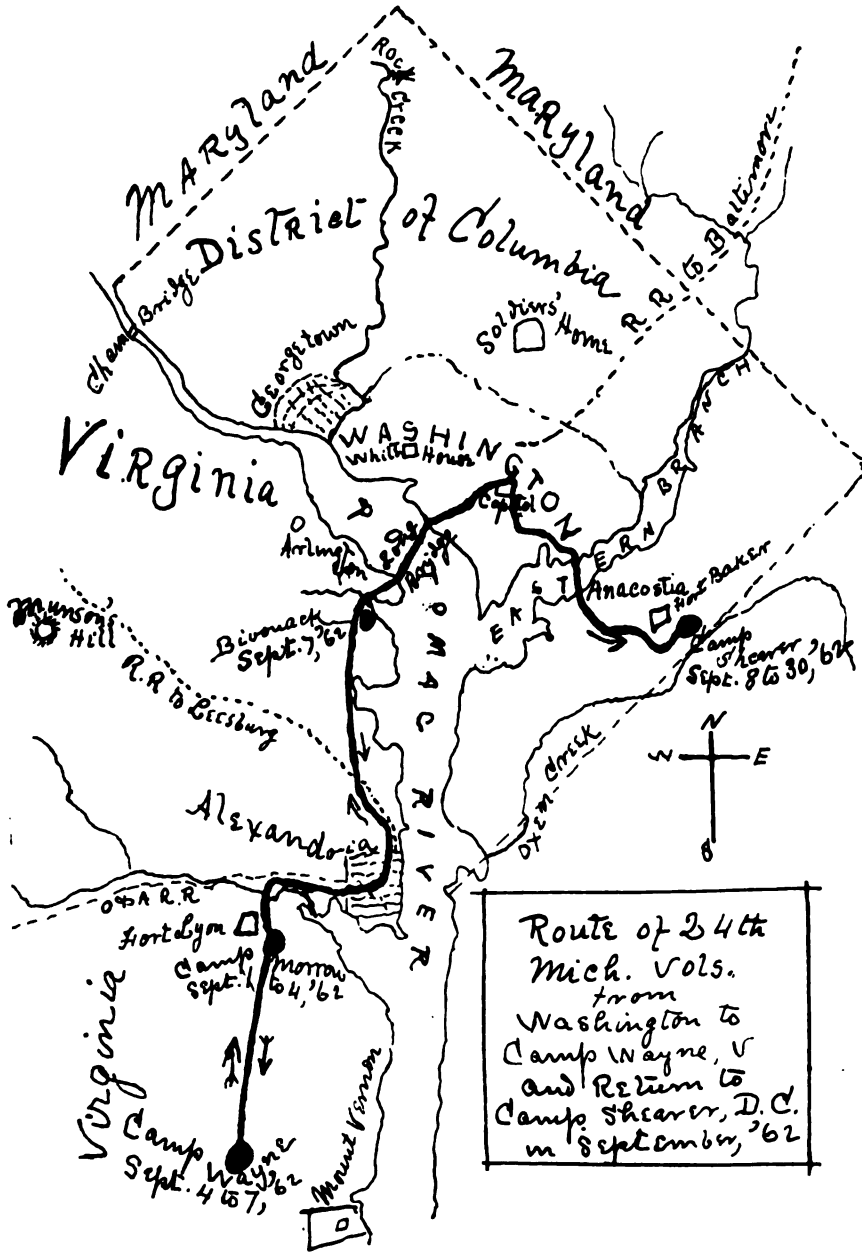 Rock
Creek
Maryland
Maryland
District of Columbia
RR to Baltimore
Chain Bridge
Georgetown
Soldiers'
Home
WASHINGTON
White House
Capitol
Virginia
EASTERN BRANCH
Arlington
Long
Bridge
Anacostia
Fort Baker
Camp
Shearer
Sept. 8 to 30, '62
Munson's
Hill
Bivouack
Sept. 7, '62
R.R to Leesburg
POTOMAC RIVER
Oxem Creek
N
W
E
S
Alexandria
O & A R.R
Fort Lyon
Camp Morrow
Sept. 1 to 4, '62
Virginia
Camp Wayne
Sept. 4 to 7, '62
Mount Vernon
Route of 24th
Mich. Vols.
from
Washington to
Camp Wayne, V
and Return to
Camp Shearer, D.C.
in September, '62